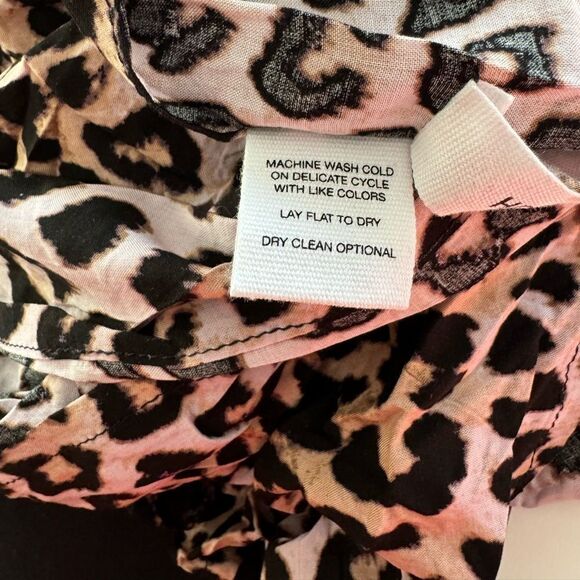 MACHINE WASH COLD
ON DELICATE CYCLE
WITH LIKE COLORS
LAY FLAT TO DRY
DRY CLEAN OPTIONAL